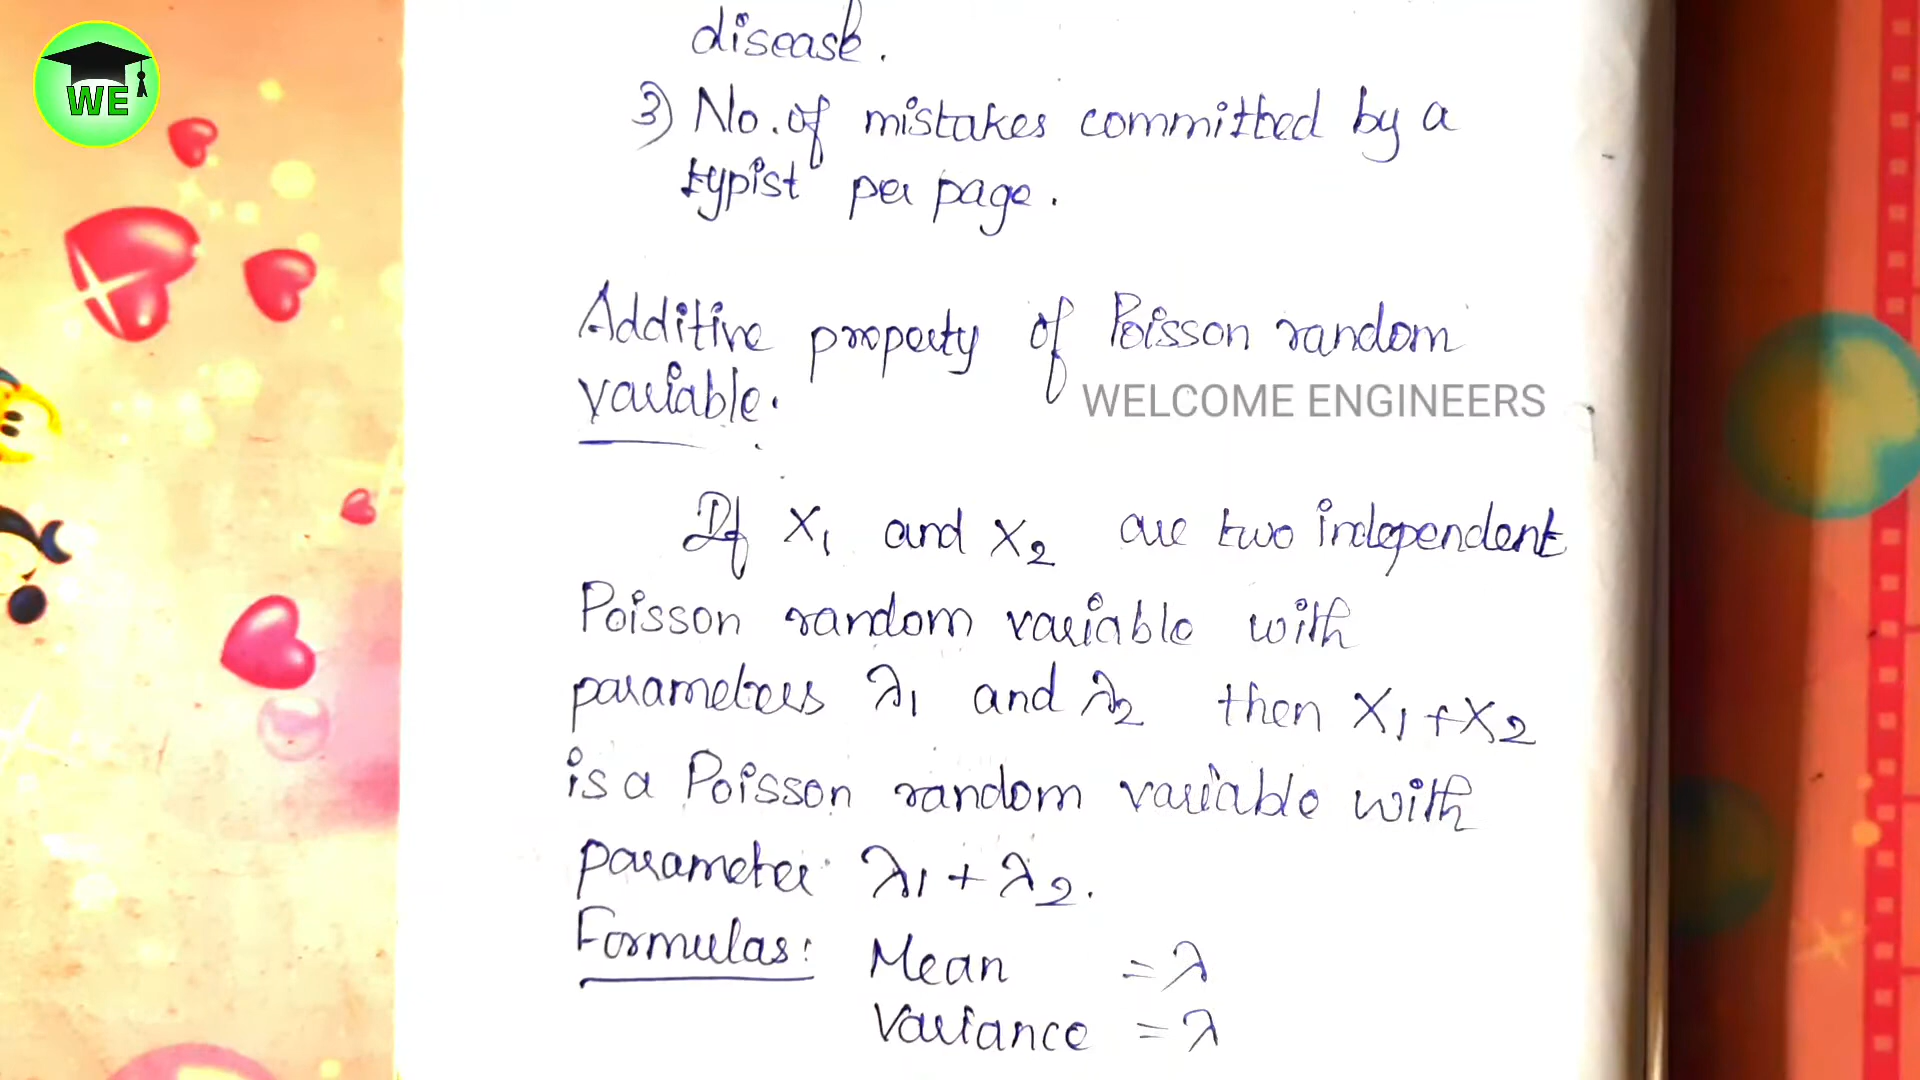 WE
disease.
3) No. of mistakes committed by a
typist per page.
Additive property of Poisson random
variable.
WELCOME ENGINEERS
If X₁ and X₂ are two independent
Poisson random variable with
parameters λ₁ and λ₂ then X₁+X₂
is a Poisson random variable with
parameter λ₁ + λ₂.
Formulas: Mean = λ
Variance = λ